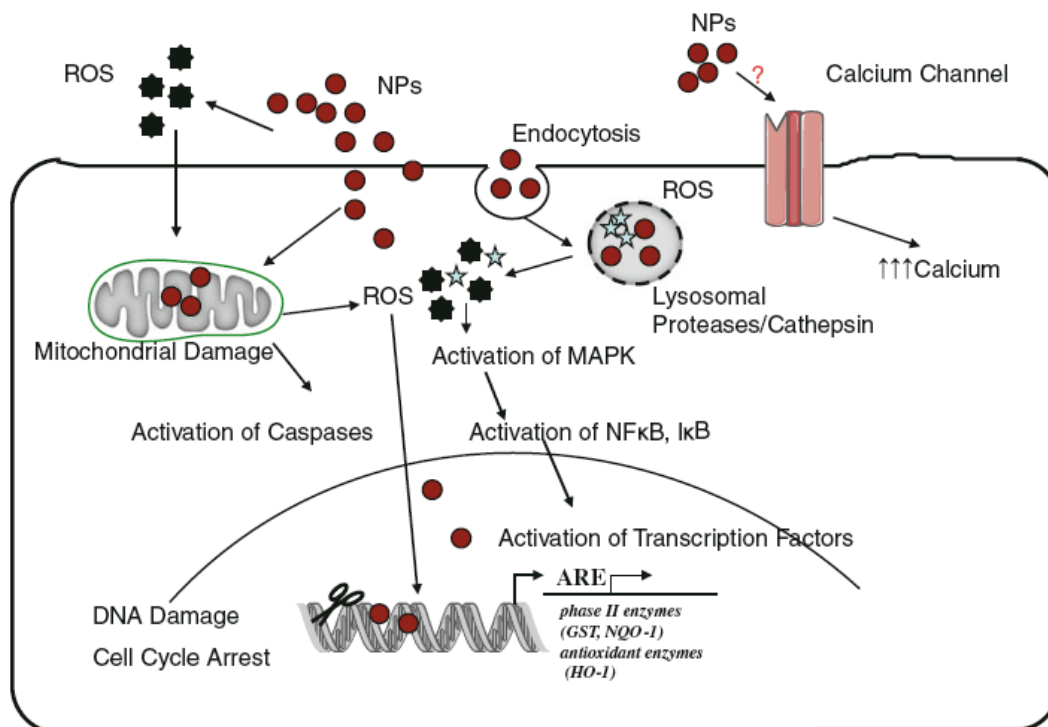 NPs
ROS
NPs
?
Calcium Channel
Endocytosis
ROS
↑↑↑Calcium
ROS
Lysosomal
Proteases/Cathepsin
Mitochondrial Damage
Activation of MAPK
Activation of Caspases
Activation of NFκB, IκB
Activation of Transcription Factors
ARE
DNA Damage
phase II enzymes
(GST, NQO-1)
antioxidant enzymes
(HO-1)
Cell Cycle Arrest